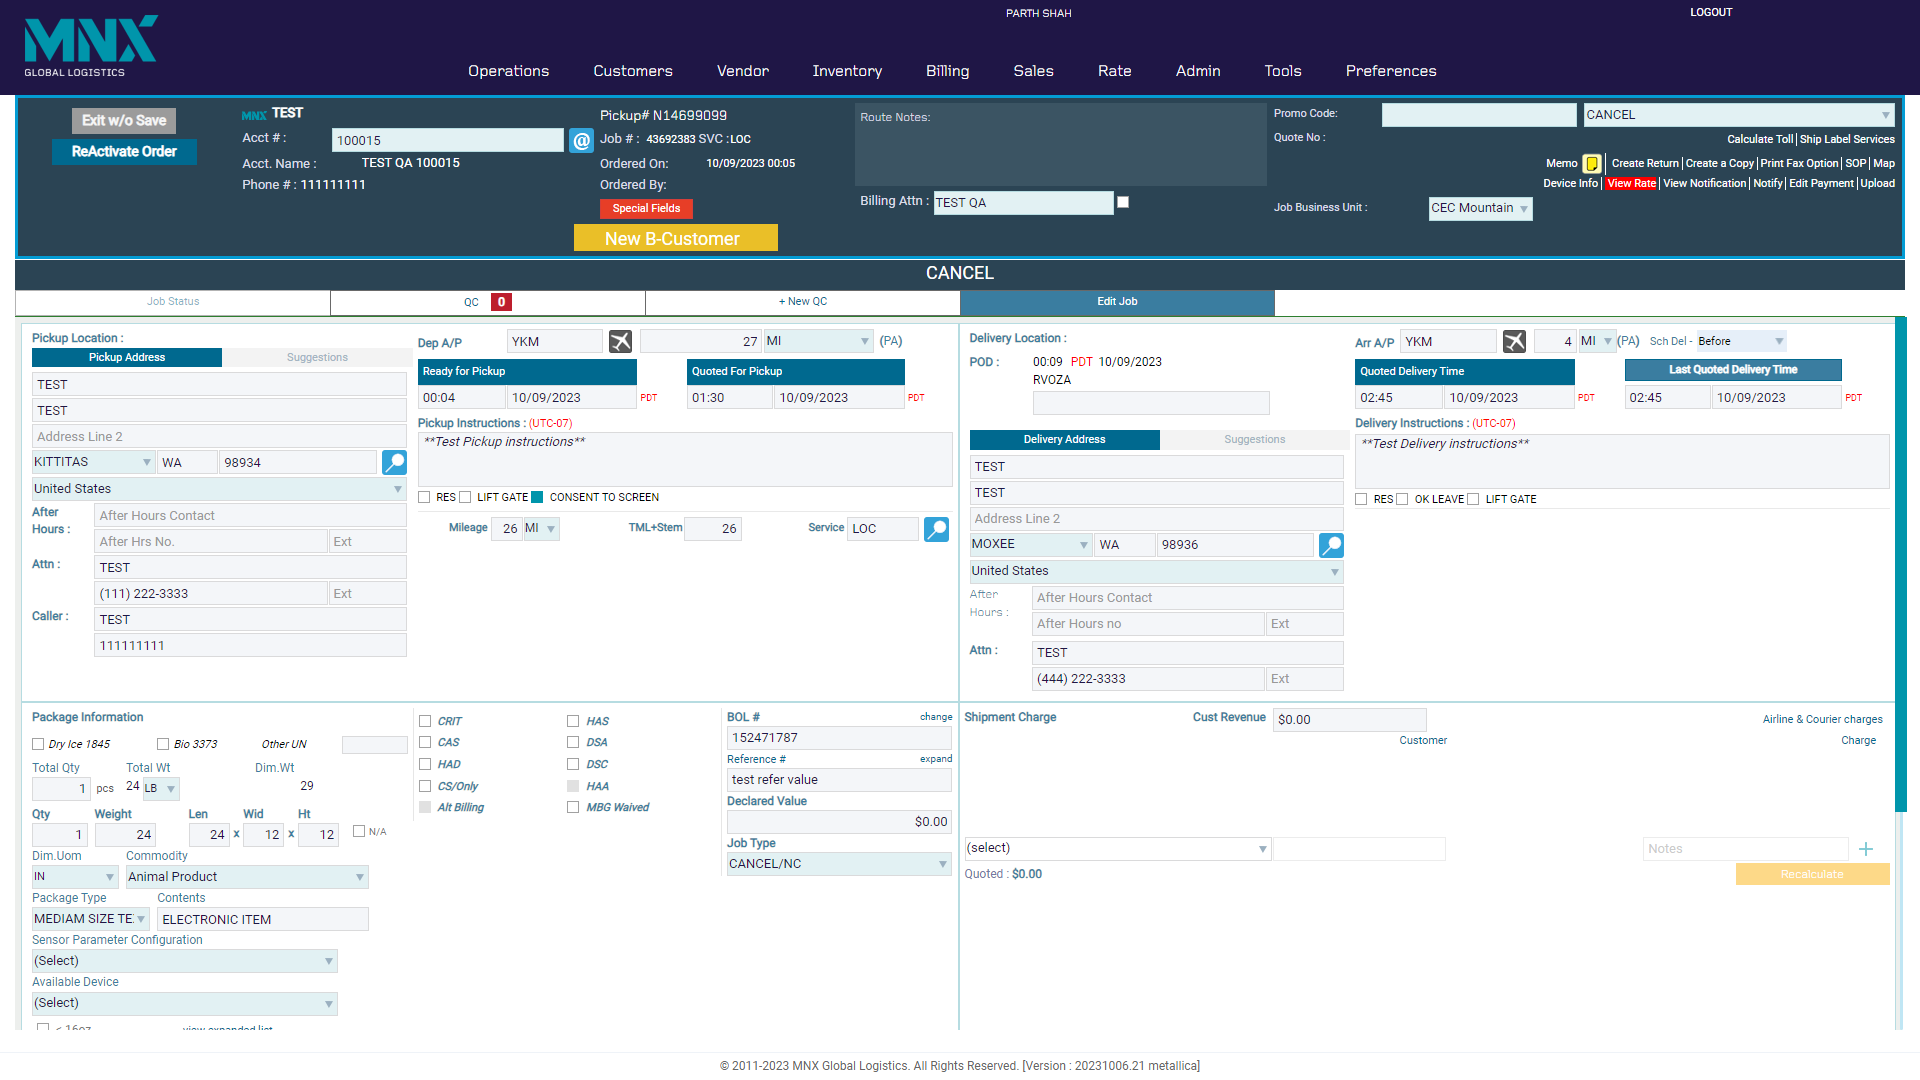 PARTH SHAH
LOGOUT
MNX
GLOBAL LOGISTICS
Operations Customers Vendor Inventory Billing Sales Rate Admin Tools Preferences
Exit w/o Save
ReActivate Order
MNX TEST
Acct # : 100015 @
Acct. Name : TEST QA 100015
Phone # : 111111111
Pickup# N14699099
Job # : 43692383 SVC :LOC
Ordered On: 10/09/2023 00:05
Ordered By:
Special Fields
New B-Customer
Route Notes:
Billing Attn : TEST QA
Promo Code: CANCEL
Quote No :
Calculate Toll | Ship Label Services
Memo | Create Return | Create a Copy | Print Fax Option | SOP | Map
Device Info | View Rate | View Notification | Notify | Edit Payment | Upload
Job Business Unit : CEC Mountain
CANCEL
Job Status QC 0 + New QC Edit Job
Pickup Location :
Pickup Address Suggestions
TEST
TEST
Address Line 2
KITTITAS WA 98934
United States
After Hours : After Hours Contact
After Hrs No. Ext
Attn : TEST
(111) 222-3333 Ext
Caller : TEST
111111111
Dep A/P YKM 27 MI (PA)
Ready for Pickup Quoted For Pickup
00:04 10/09/2023 PDT 01:30 10/09/2023 PDT
Pickup Instructions : (UTC-07)
**Test Pickup instructions**
RES LIFT GATE CONSENT TO SCREEN
Mileage 26 MI TML+Stem 26 Service LOC
Delivery Location :
POD : 00:09 PDT 10/09/2023
RVOZA
Delivery Address Suggestions
TEST
TEST
Address Line 2
MOXEE WA 98936
United States
After Hours : After Hours Contact
After Hours no Ext
Attn : TEST
(444) 222-3333 Ext
Arr A/P YKM 4 MI (PA) Sch Del - Before
Quoted Delivery Time Last Quoted Delivery Time
02:45 10/09/2023 PDT 02:45 10/09/2023 PDT
Delivery Instructions : (UTC-07)
**Test Delivery instructions**
RES OK LEAVE LIFT GATE
Package Information
Dry Ice 1845 Bio 3373 Other UN
Total Qty Total Wt Dim.Wt
1 pcs 24 LB 29
Qty Weight Len Wid Ht
1 24 24 x 12 x 12 N/A
Dim.Uom Commodity
IN Animal Product
Package Type Contents
MEDIAM SIZE TE: ELECTRONIC ITEM
Sensor Parameter Configuration
(Select)
Available Device
(Select)
< 16oz view expanded list
CRIT HAS
CAS DSA
HAD DSC
CS/Only HAA
Alt Billing MBG Waived
BOL # change
152471787
Reference # expand
test refer value
Declared Value
$0.00
Job Type
CANCEL/NC
Shipment Charge Cust Revenue $0.00 Airline & Courier charges
Customer Charge
(select) Notes +
Quoted : $0.00 Recalculate
© 2011-2023 MNX Global Logistics. All Rights Reserved. [Version : 20231006.21 metallica]